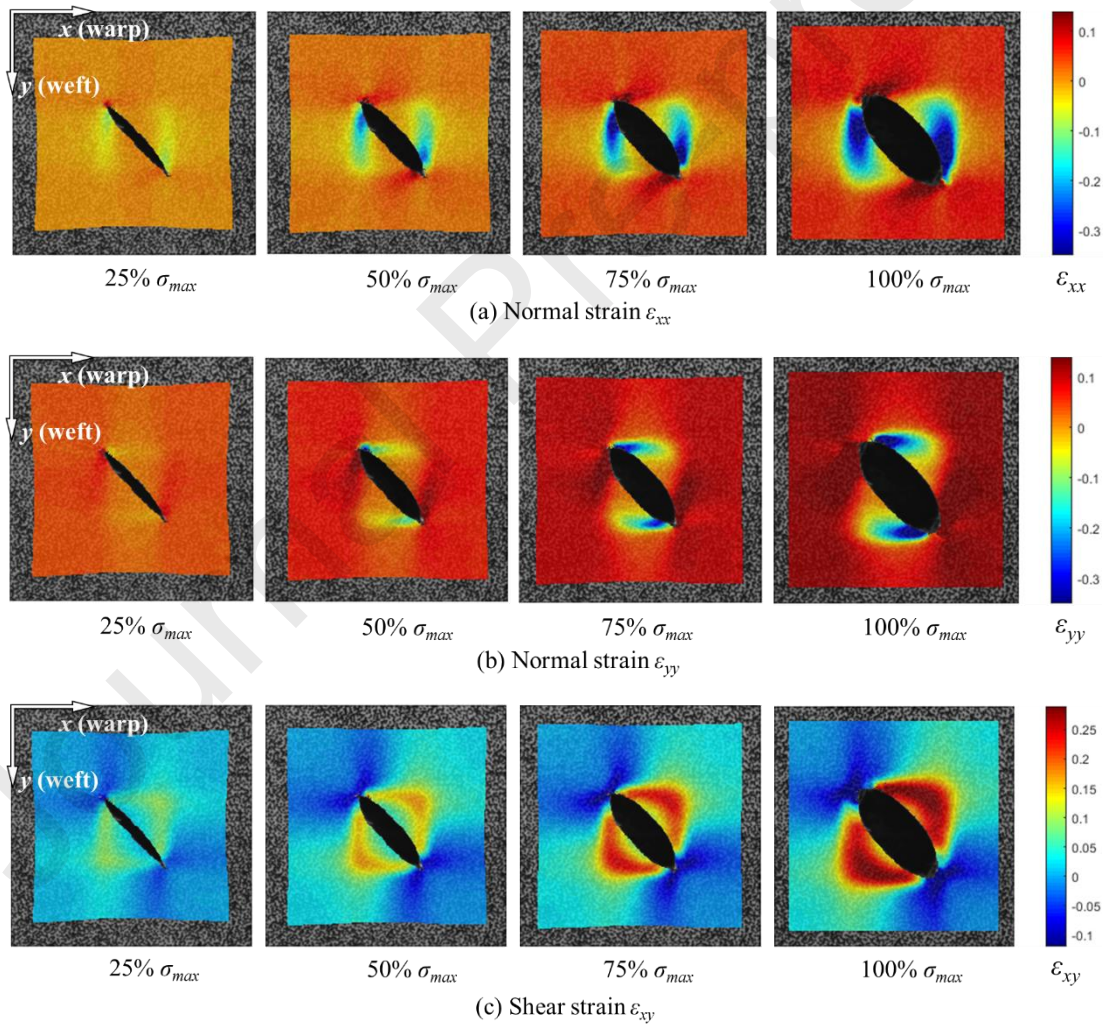 x (warp)
y (weft)
0.1
0
-0.1
-0.2
-0.3
25% σmax
50% σmax
75% σmax
100% σmax
εxx
(a) Normal strain εxx
x (warp)
y (weft)
0.1
0
-0.1
-0.2
-0.3
25% σmax
50% σmax
75% σmax
100% σmax
εyy
(b) Normal strain εyy
x (warp)
y (weft)
0.25
0.2
0.15
0.1
0.05
0
-0.05
-0.1
25% σmax
50% σmax
75% σmax
100% σmax
εxy
(c) Shear strain εxy